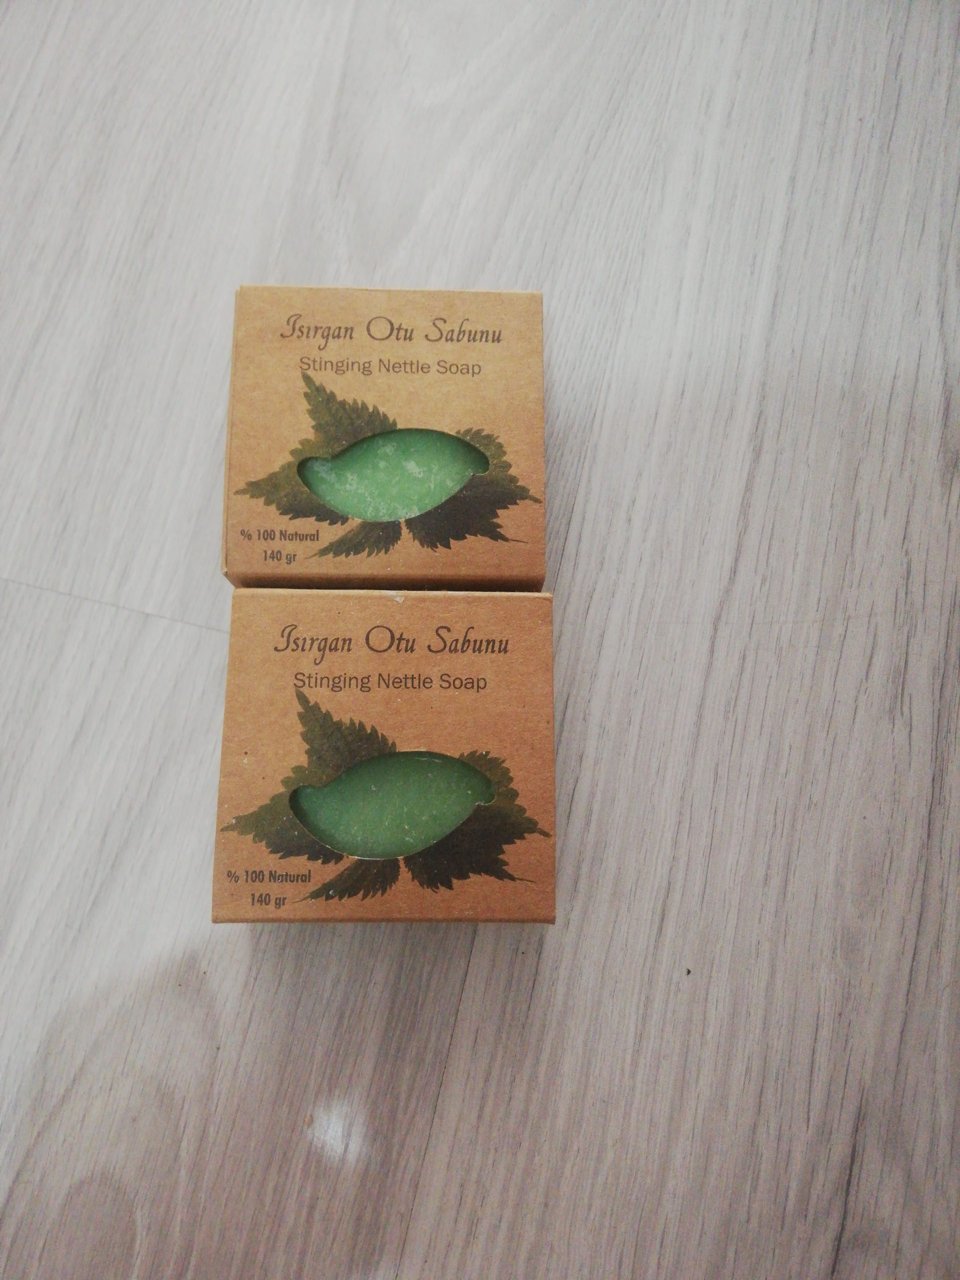 Isırgan Otu Sabunu
Stinging Nettle Soap
% 100 Natural
140 gr
Isırgan Otu Sabunu
Stinging Nettle Soap
% 100 Natural
140 gr